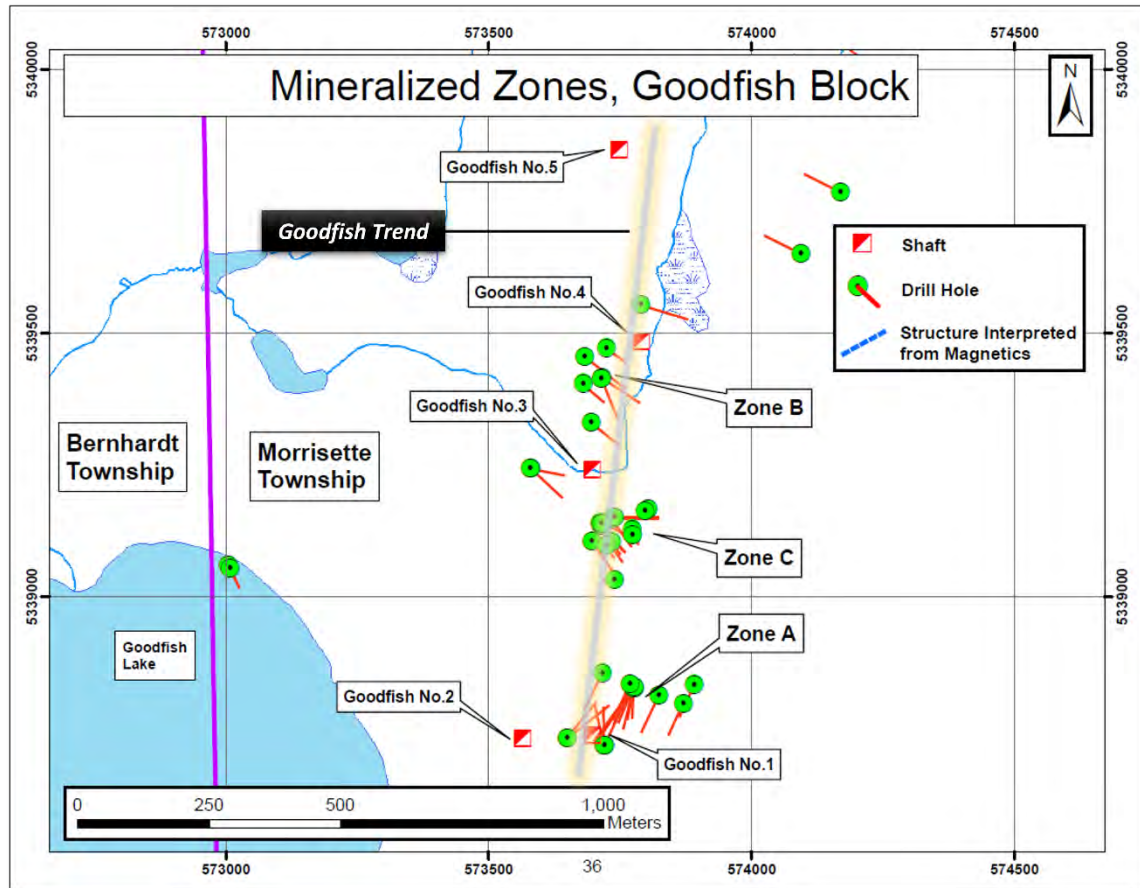 573000
573500
574000
574500
5340000
5340000
Mineralized Zones, Goodfish Block
N
Goodfish No.5
Goodfish Trend
Shaft
Drill Hole
Structure Interpreted
from Magnetics
Goodfish No.4
5339500
5339500
Goodfish No.3
Zone B
Bernhardt
Township
Morrisette
Township
Zone C
5339000
5339000
Zone A
Goodfish
Lake
Goodfish No.2
Goodfish No.1
0
250
500
1,000
Meters
573000
573500
36
574000
574500